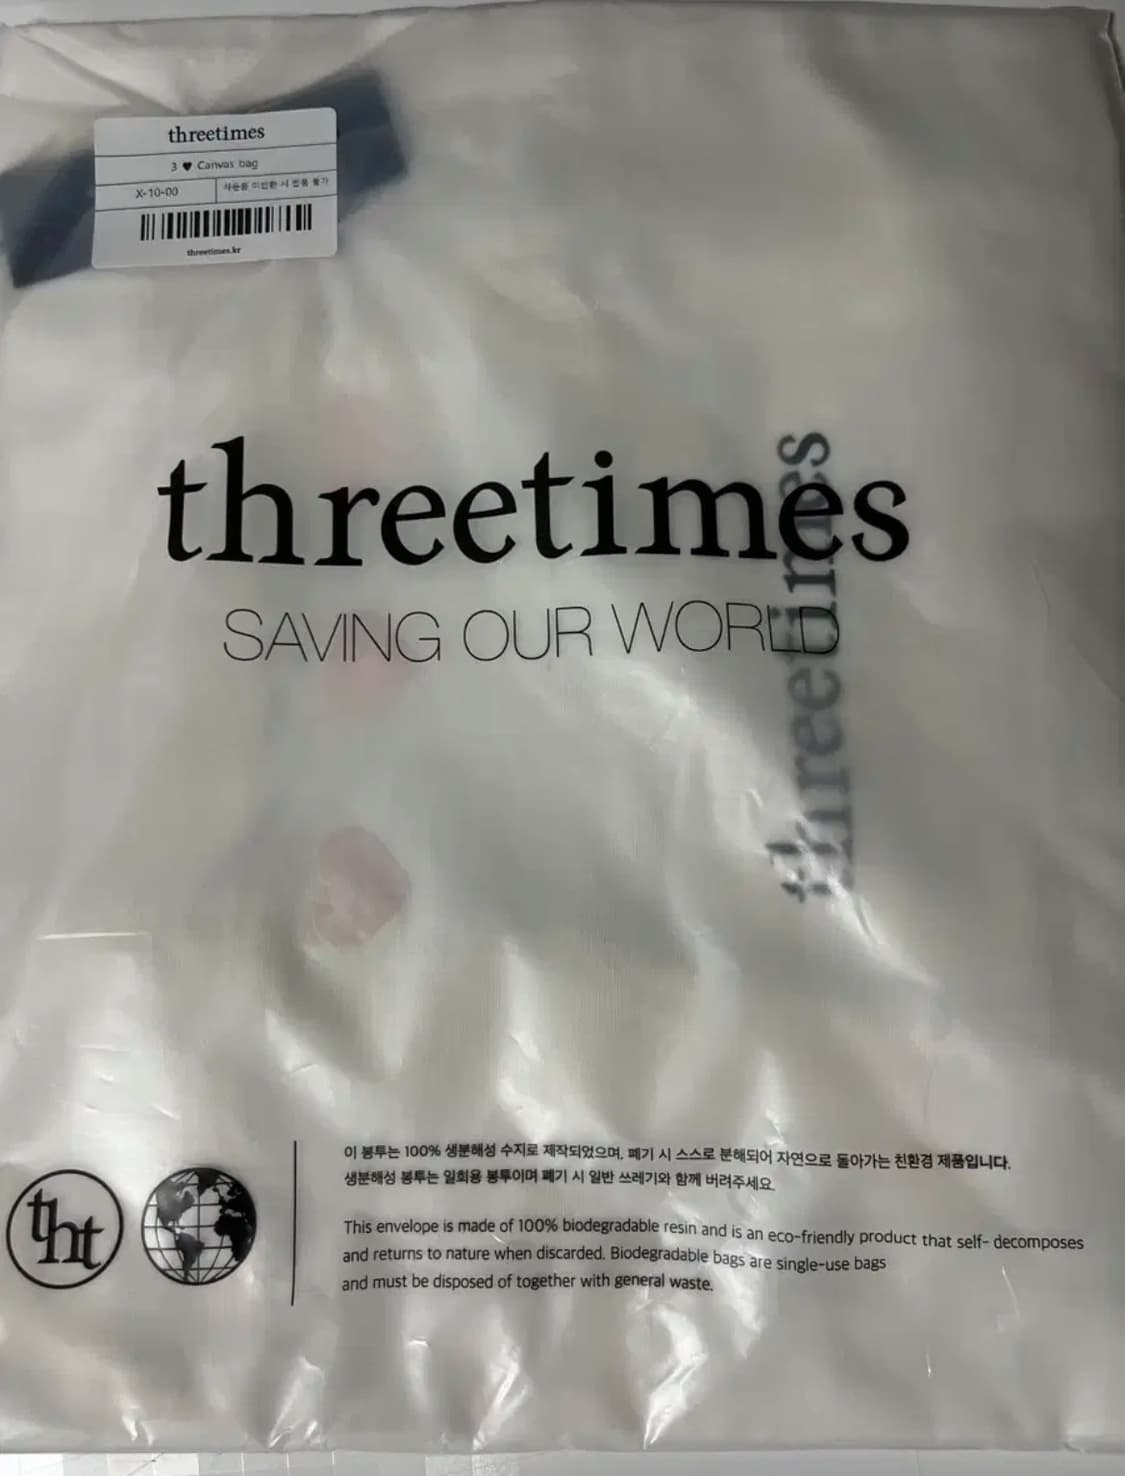 threetimes
3 ♥ Canvas bag
X-10-00
threetimes.kr
threetimes
SAVING OUR WORLD
threetimes
이 봉투는 100% 생분해성 수지로 제작되었으며, 폐기 시 스스로 분해되어 자연으로 돌아가는 친환경 제품입니다.
생분해성 봉투는 일회용 봉투이며 폐기 시 일반 쓰레기와 함께 버려주세요.
This envelope is made of 100% biodegradable resin and is an eco-friendly product that self- decomposes
and returns to nature when discarded. Biodegradable bags are single-use bags
and must be disposed of together with general waste.
tht